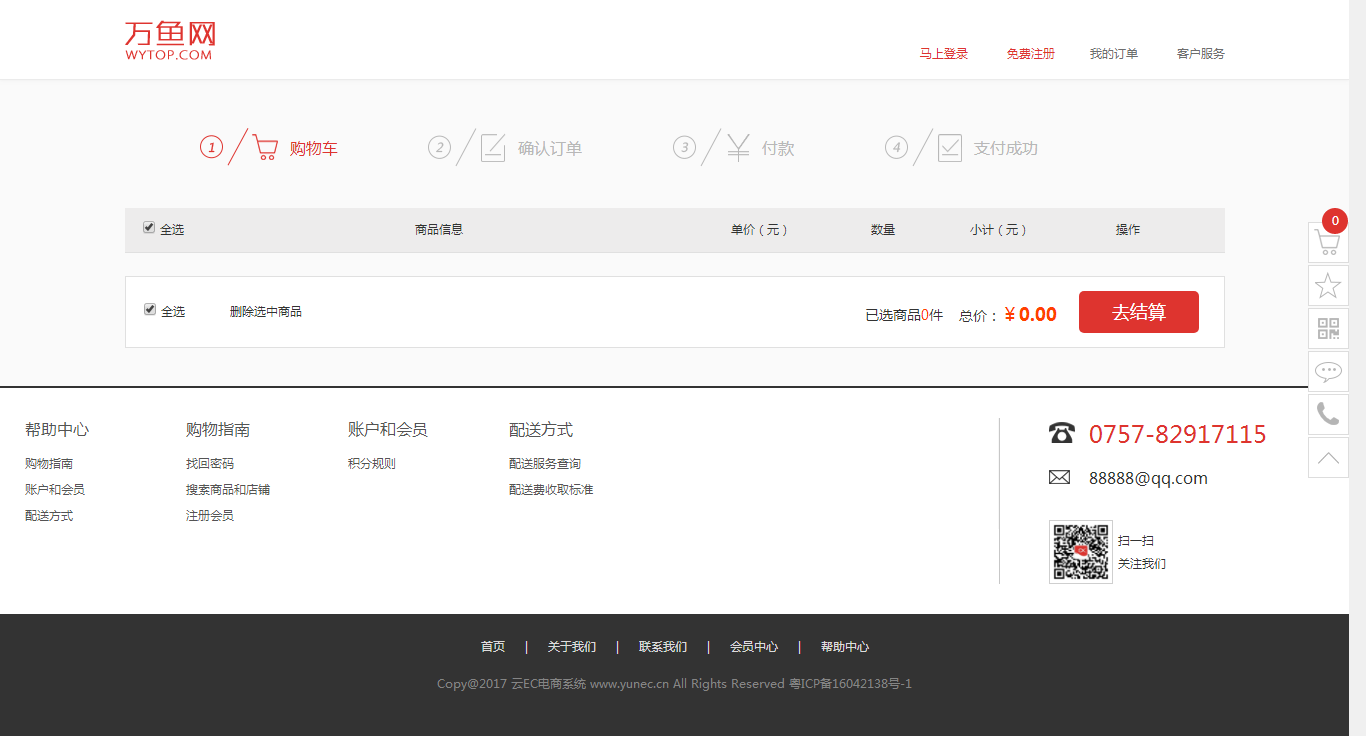 万鱼网
WYTOP.COM
马上登录 免费注册 我的订单 客户服务
1 购物车 2 确认订单 3 付款 4 支付成功
全选 商品信息 单价（元） 数量 小计（元） 操作
0
全选 删除选中商品 已选商品0件 总价： ¥0.00 去结算
帮助中心 购物指南 账户和会员 配送方式
0757-82917115
购物指南 找回密码 积分规则 配送服务查询
88888@qq.com
账户和会员 搜索商品和店铺 配送费收取标准
配送方式 注册会员
扫一扫
关注我们
首页 | 关于我们 | 联系我们 | 会员中心 | 帮助中心
Copy@2017 云EC电商系统 www.yunec.cn All Rights Reserved 粤ICP备16042138号-1